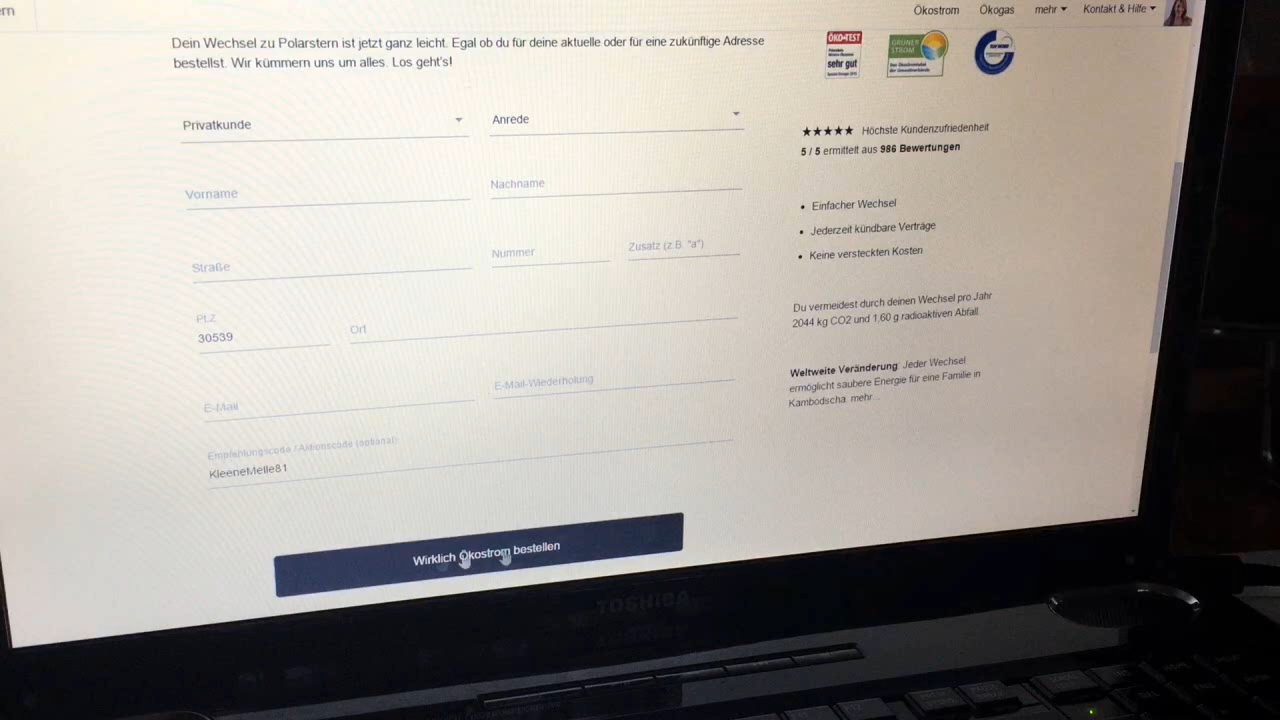 Ökostrom
Ökogas
mehr
Kontakt & Hilfe
Dein Wechsel zu Polarstern ist jetzt ganz leicht. Egal ob du für deine aktuelle oder für eine zukünftige Adresse
bestellst. Wir kümmern uns um alles. Los geht's!
Privatkunde
Anrede
Vorname
Nachname
Straße
Nummer
Zusatz (z.B. "a")
PLZ
30539
Ort
E-Mail
E-Mail-Wiederholung
Empfehlungscode / Aktionscode (optional)
KleeneMelle81
Wirklich Ökostrom bestellen
ÖKO-TEST
sehr gut
GRÜNER
STROM
★★★★★ Höchste Kundenzufriedenheit
5 / 5 ermittelt aus 986 Bewertungen
• Einfacher Wechsel
• Jederzeit kündbare Verträge
• Keine versteckten Kosten
Du vermeidest durch deinen Wechsel pro Jahr
2044 kg CO2 und 1,60 g radioaktiven Abfall.
Weltweite Veränderung: Jeder Wechsel
ermöglicht saubere Energie für eine Familie in
Kambodscha. mehr...
TOSHIBA